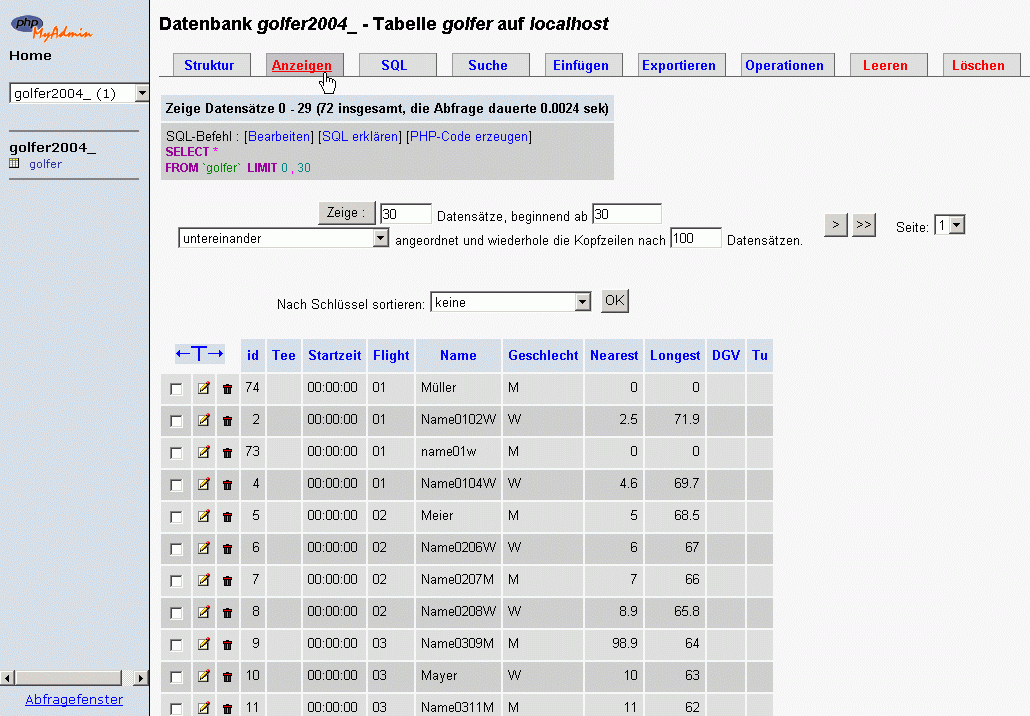 php
MyAdmin
Home
golfer2004_ (1)
golfer2004_
golfer
Abfragefenster
Datenbank golfer2004_ - Tabelle golfer auf localhost
Struktur Anzeigen SQL Suche Einfügen Exportieren Operationen Leeren Löschen
Zeige Datensätze 0 - 29 (72 insgesamt, die Abfrage dauerte 0.0024 sek)
SQL-Befehl : [Bearbeiten] [SQL erklären] [PHP-Code erzeugen]
SELECT *
FROM `golfer` LIMIT 0 , 30
Zeige : 30 Datensätze, beginnend ab 30
untereinander angeordnet und wiederhole die Kopfzeilen nach 100 Datensätzen.
> >> Seite: 1
Nach Schlüssel sortieren: keine OK
←T→ id Tee Startzeit Flight Name Geschlecht Nearest Longest DGV Tu
74 00:00:00 01 Müller M 0 0
2 00:00:00 01 Name0102W W 2.5 71.9
73 00:00:00 01 name01w M 0 0
4 00:00:00 01 Name0104W W 4.6 69.7
5 00:00:00 02 Meier M 5 68.5
6 00:00:00 02 Name0206W W 6 67
7 00:00:00 02 Name0207M M 7 66
8 00:00:00 02 Name0208W W 8.9 65.8
9 00:00:00 03 Name0309M M 98.9 64
10 00:00:00 03 Mayer W 10 63
11 00:00:00 03 Name0311M M 11 62